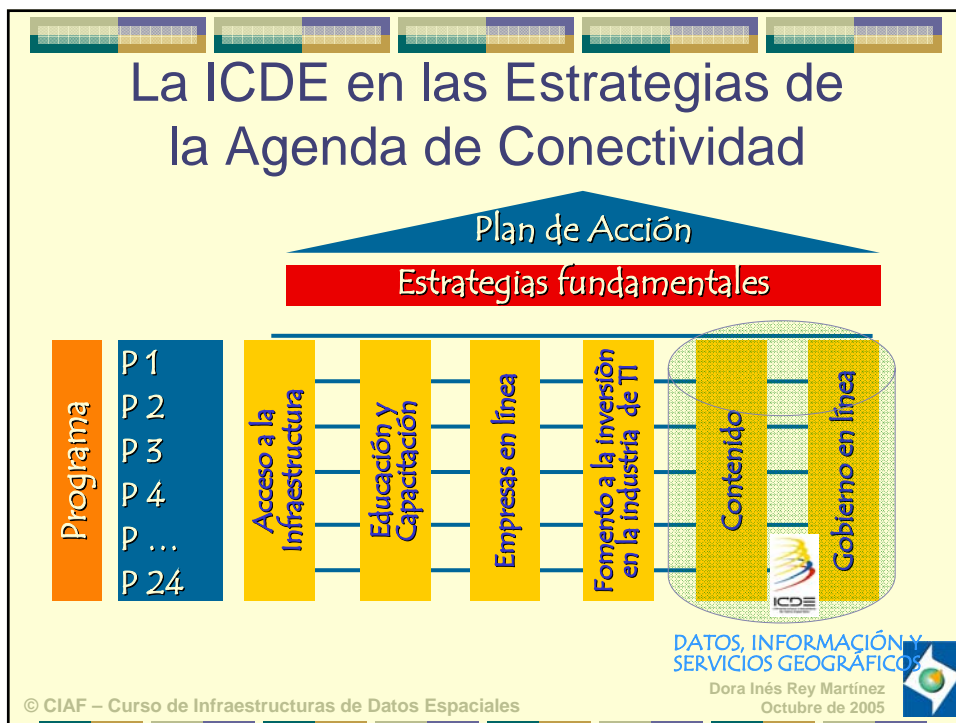 La ICDE en las Estrategias de
la Agenda de Conectividad
Plan de Acción
Estrategias fundamentales
Programa
P 1
P 2
P 3
P 4
P ...
P 24
Acceso a la
Infraestructura
Educación y
Capacitación
Empresas en línea
Fomento a la inversiòn
en la industria de TI
Contenido
Gobierno en línea
ICDE
DATOS, INFORMACIÓN Y
SERVICIOS GEOGRÁFICOS
© CIAF – Curso de Infraestructuras de Datos Espaciales
Dora Inés Rey Martínez
Octubre de 2005